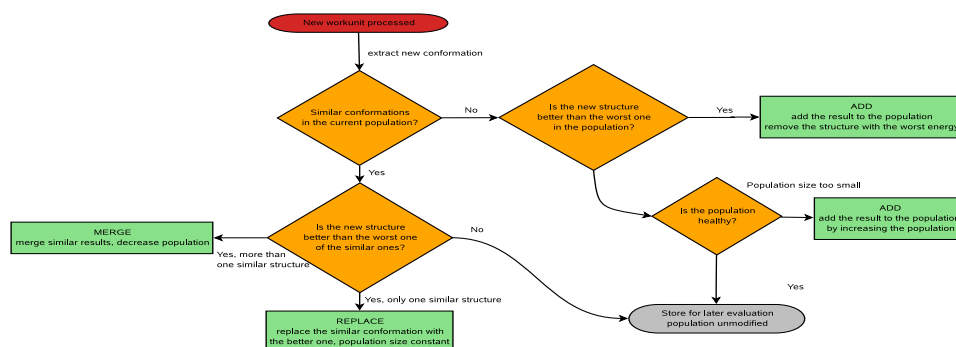 New workunit processed
extract new conformation
Similar conformations
in the current population?
No
Is the new structure
better than the worst one
in the population?
Yes
ADD
add the result to the population
remove the structure with the worst energy
Yes
Population size too small
Is the population
healthy?
ADD
add the result to the population
by increasing the population
MERGE
merge similar results, decrease population
Yes, more than
one similar structure
Is the new structure
better than the worst one
of the similar ones?
No
Yes
Yes, only one similar structure
Store for later evaluation
population unmodified
REPLACE
replace the similar conformation with
the better one, population size constant